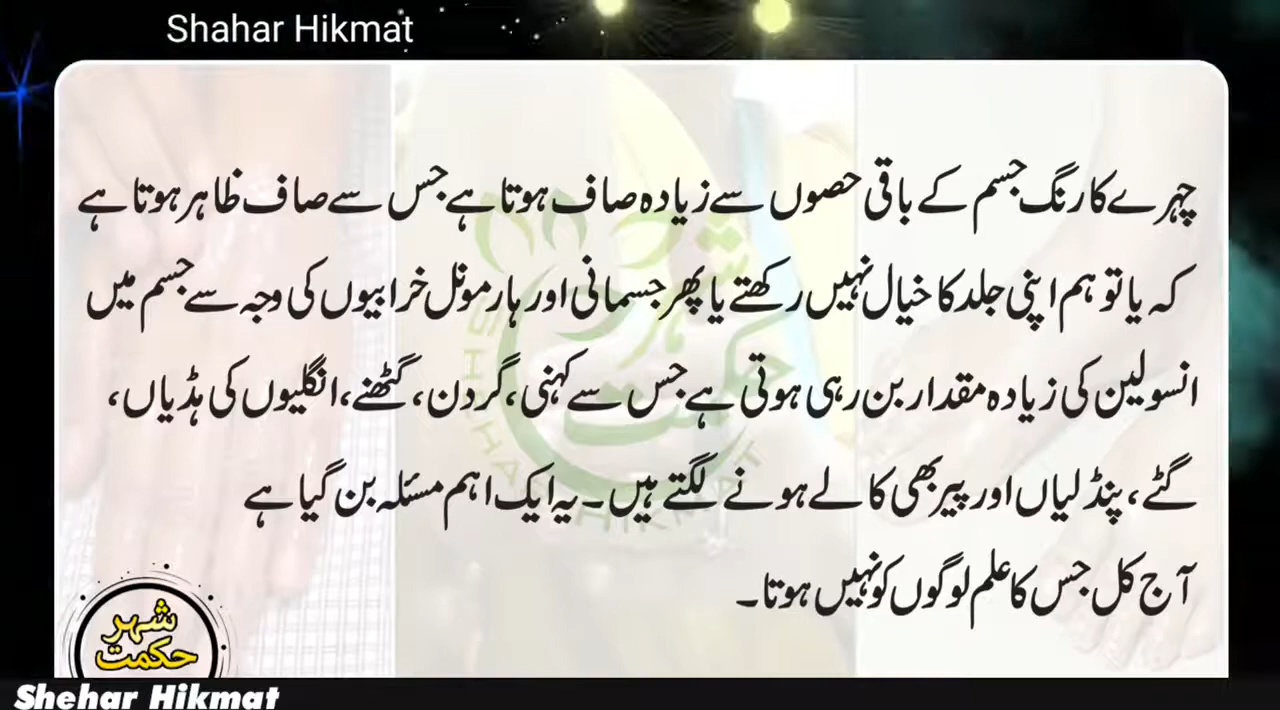 Shahar Hikmat
چہرے کا رنگ جسم کے باقی حصوں سے زیادہ صاف ہوتا ہے جس سے صاف ظاہر ہوتا ہے
کہ یا تو ہم اپنی جلد کا خیال نہیں رکھتے یا پھر جسمانی اور ہارمونل خرابیوں کی وجہ سے جسم میں
انسولین کی زیادہ مقدار بن رہی ہوتی ہے جس سے کہنی، گردن، گٹھنے، انگلیوں کی ہڈیاں،
گٹے، پنڈلیاں اور پیر بھی کالے ہونے لگتے ہیں۔ یہ ایک اہم مسئلہ بن گیا ہے
آج کل جس کا علم لوگوں کو نہیں ہوتا۔
شہر
حکمت
شہر
حکمت
Shehar Hikmat